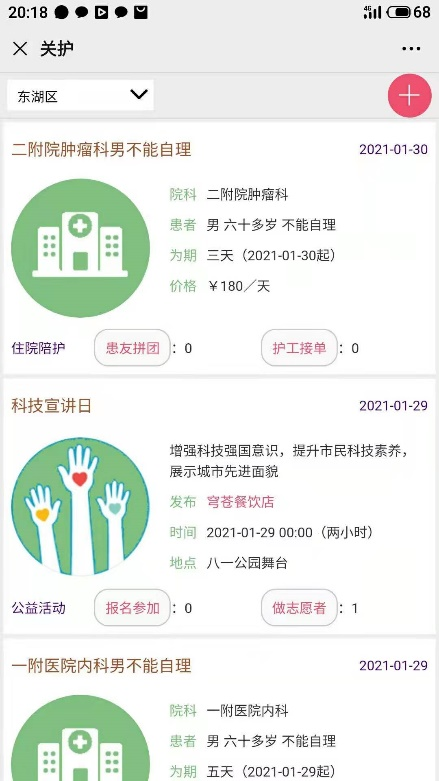 20:18 4G 68
关护
东湖区
二附院肿瘤科男不能自理 2021-01-30
院科 二附院肿瘤科
患者 男 六十多岁 不能自理
为期 三天（2021-01-30起）
价格 ￥180／天
住院陪护 患友拼团：0 护工接单：0
科技宣讲日 2021-01-29
增强科技强国意识，提升市民科技素养，
展示城市先进面貌
发布 穹苍餐饮店
时间 2021-01-29 00:00（两小时）
地点 八一公园舞台
公益活动 报名参加：0 做志愿者：1
一附医院内科男不能自理 2021-01-29
院科 一附医院内科
患者 男 六十多岁 不能自理
为期 五天（2021-01-29起）